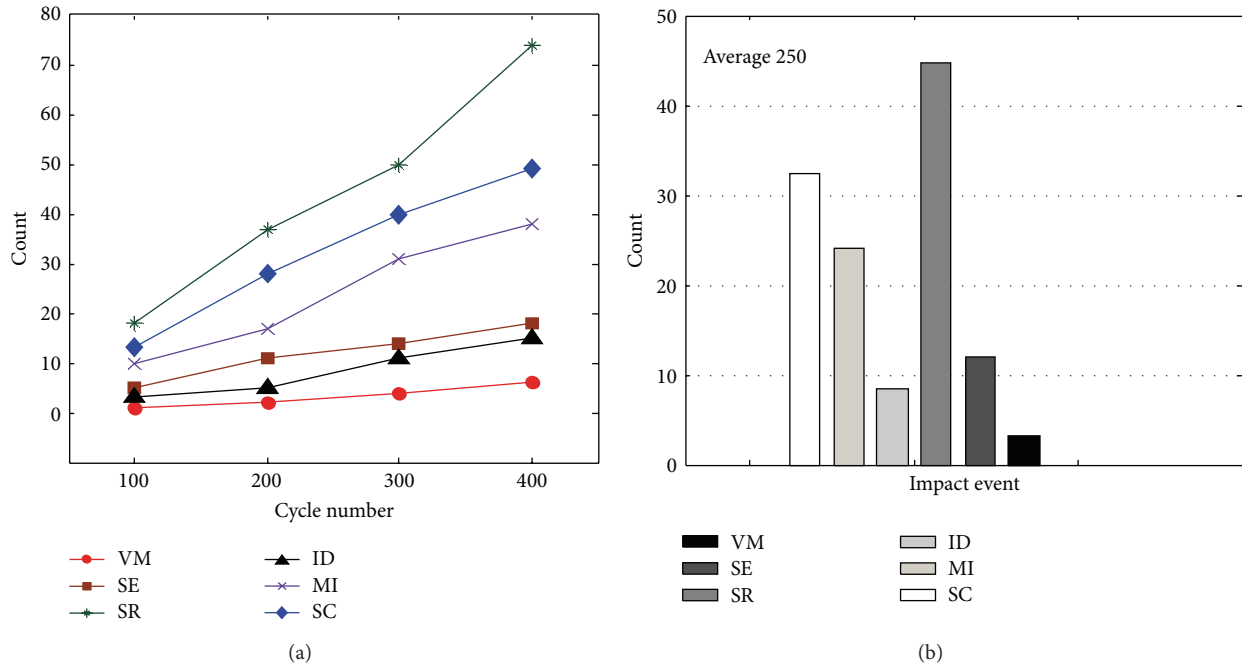 80
70
60
50
40
30
20
10
0
Count
100 200 300 400
Cycle number
VM ID
SE MI
SR SC
(a)
50
40
30
20
10
0
Count
Average 250
Impact event
VM ID
SE MI
SR SC
(b)